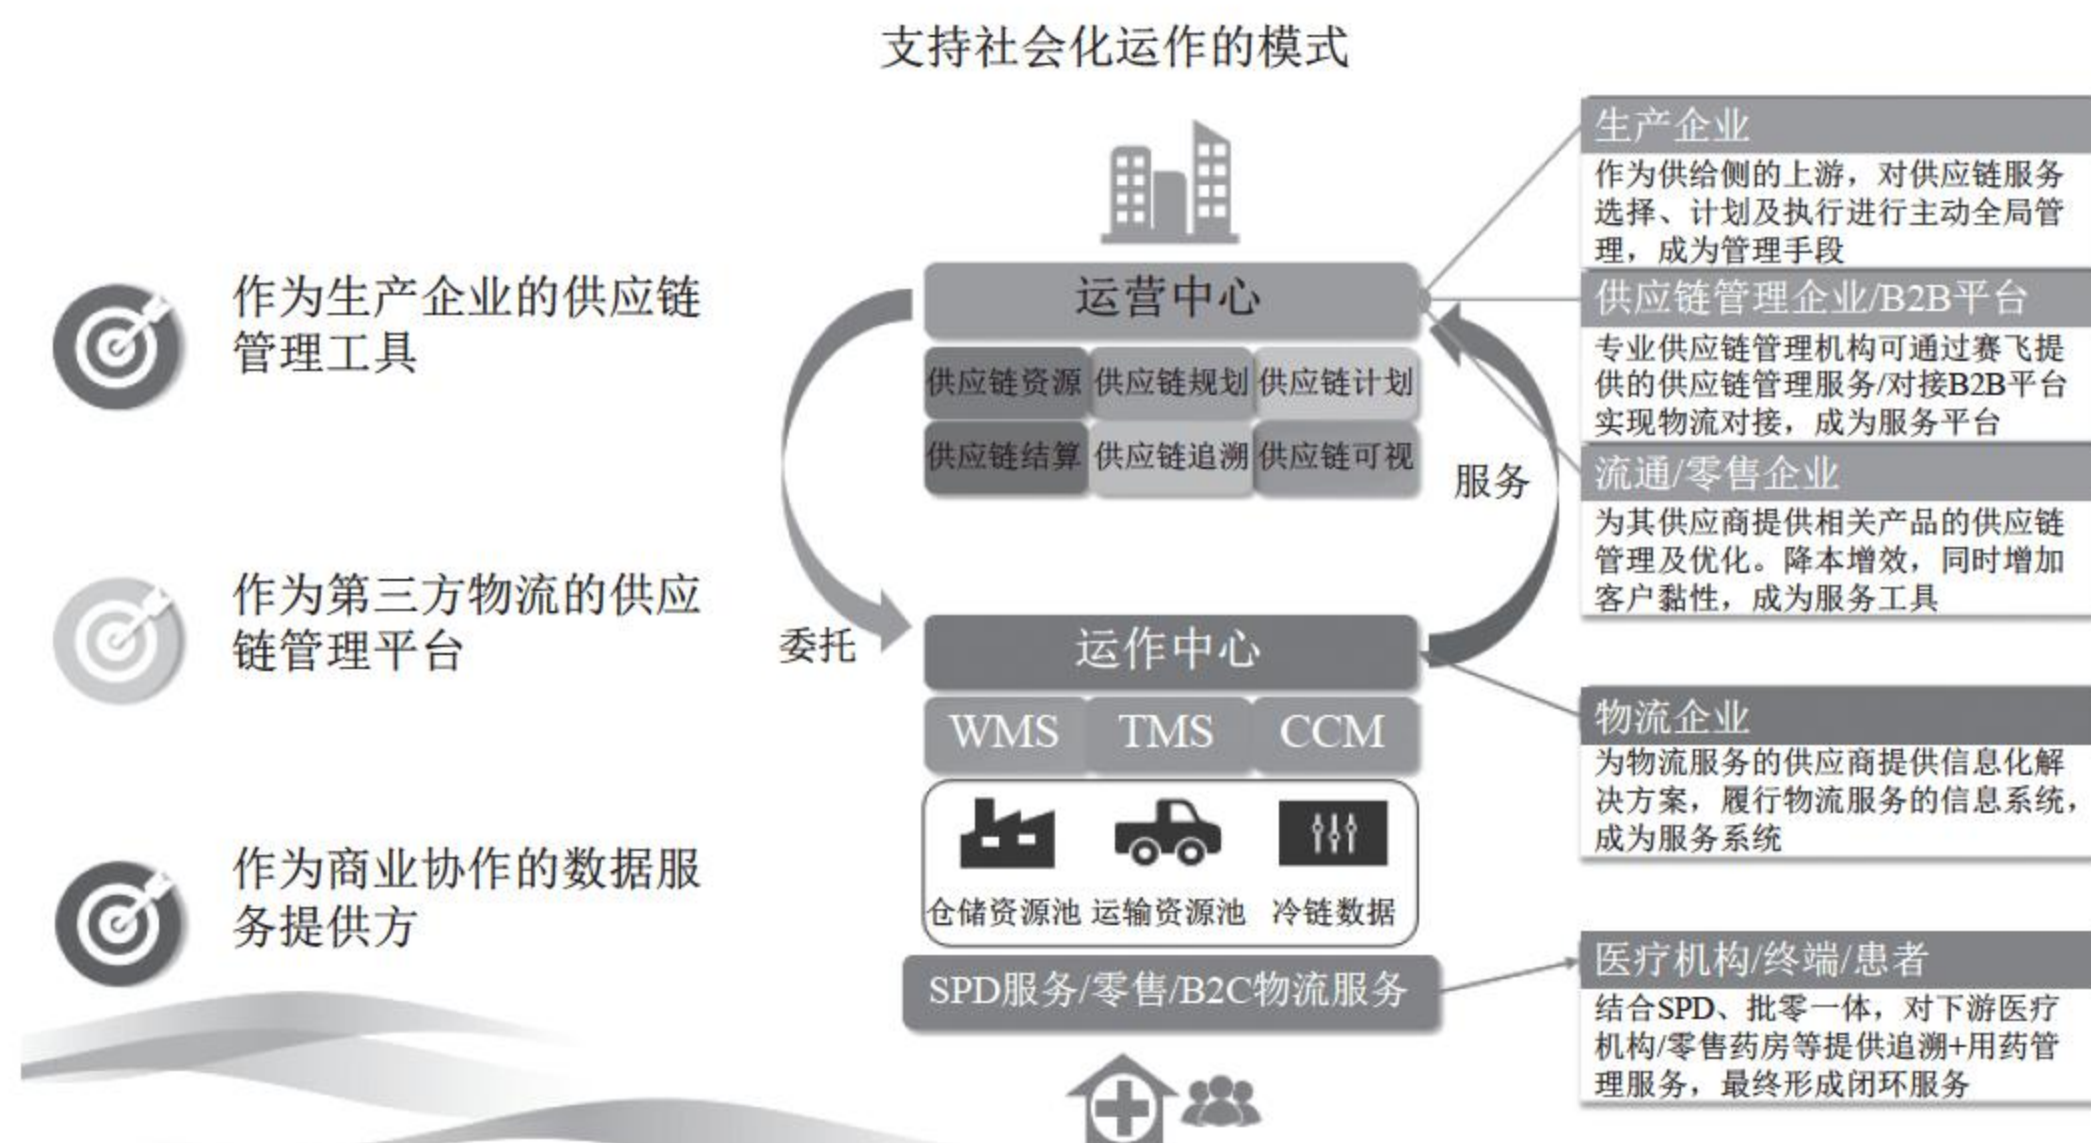 支持社会化运作的模式
作为生产企业的供应链
管理工具
作为第三方物流的供应
链管理平台
作为商业协作的数据服
务提供方
运营中心
供应链资源 供应链规划 供应链计划
供应链结算 供应链追溯 供应链可视
服务
委托
运作中心
WMS TMS CCM
仓储资源池 运输资源池 冷链数据
SPD服务/零售/B2C物流服务
生产企业
作为供给侧的上游，对供应链服务
选择、计划及执行进行主动全局管
理，成为管理手段
供应链管理企业/B2B平台
专业供应链管理机构可通过赛飞提
供的供应链管理服务/对接B2B平台
实现物流对接，成为服务平台
流通/零售企业
为其供应商提供相关产品的供应链
管理及优化。降本增效，同时增加
客户黏性，成为服务工具
物流企业
为物流服务的供应商提供信息化解
决方案，履行物流服务的信息系统，
成为服务系统
医疗机构/终端/患者
结合SPD、批零一体，对下游医疗
机构/零售药房等提供追溯+用药管
理服务，最终形成闭环服务